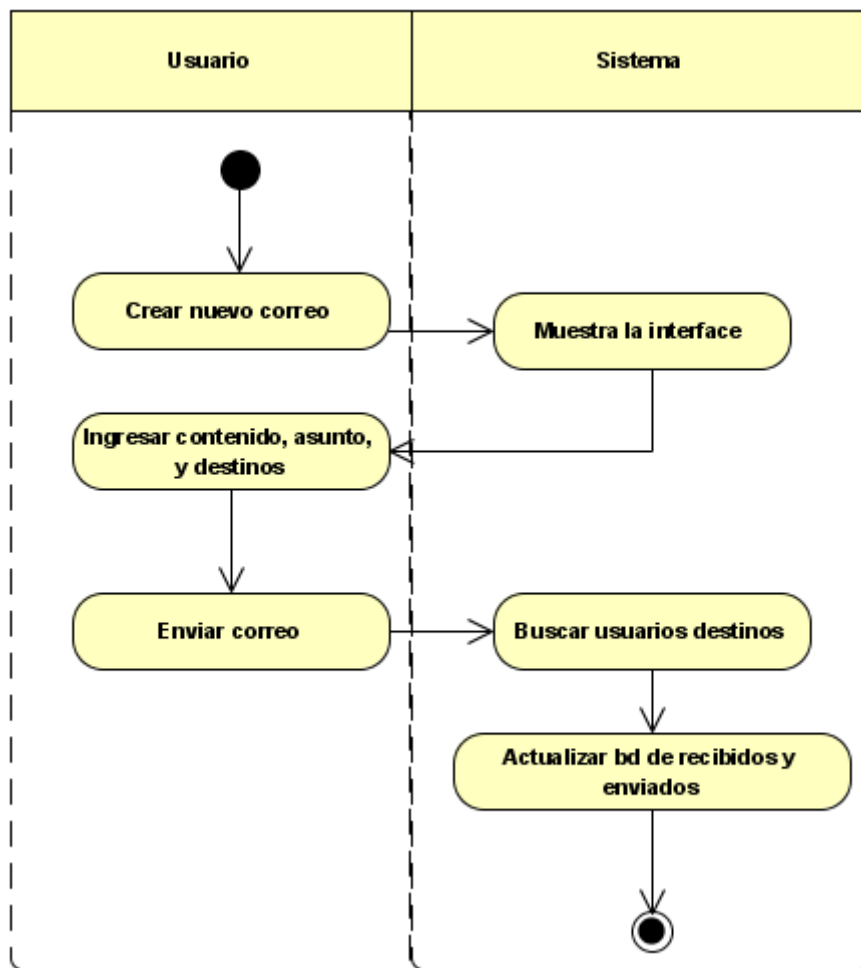 Usuario
Sistema
Crear nuevo correo
Muestra la interface
Ingresar contenido, asunto,
y destinos
Enviar correo
Buscar usuarios destinos
Actualizar bd de recibidos y
enviados